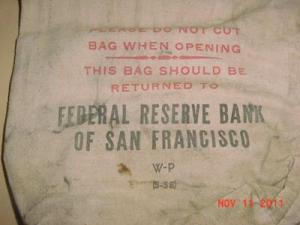 PLEASE DO NOT CUT
BAG WHEN OPENING
THIS BAG SHOULD BE
RETURNED TO
FEDERAL RESERVE BANK
OF SAN FRANCISCO
W-P
NOV 11 2011